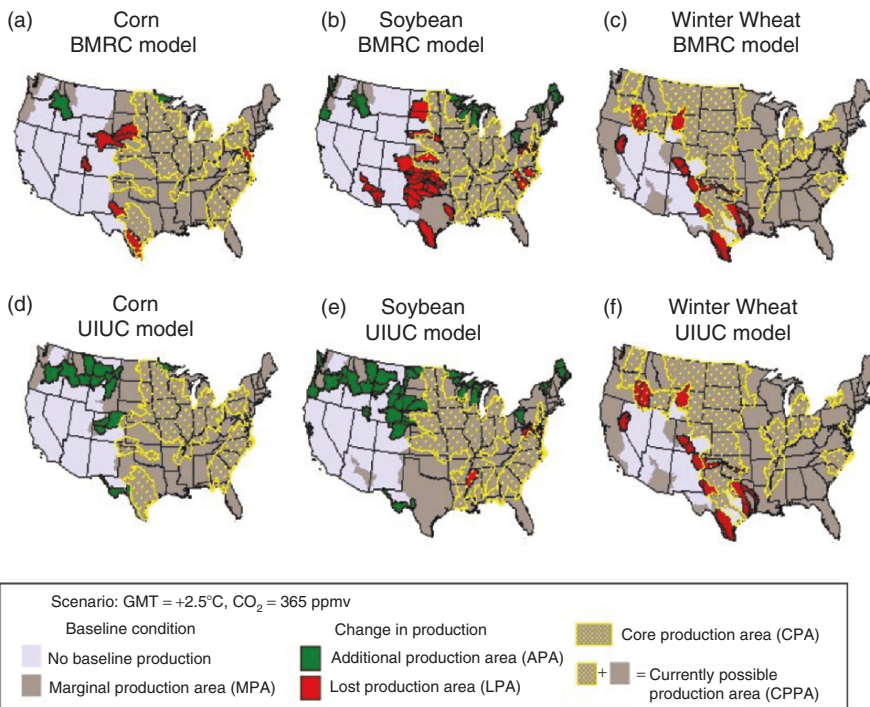 (a) Corn
BMRC model
(b) Soybean
BMRC model
(c) Winter Wheat
BMRC model
(d) Corn
UIUC model
(e) Soybean
UIUC model
(f) Winter Wheat
UIUC model
Scenario: GMT = +2.5°C, CO₂ = 365 ppmv
Baseline condition
No baseline production
Marginal production area (MPA)
Change in production
Additional production area (APA)
Lost production area (LPA)
Core production area (CPA)
+ = Currently possible
production area (CPPA)